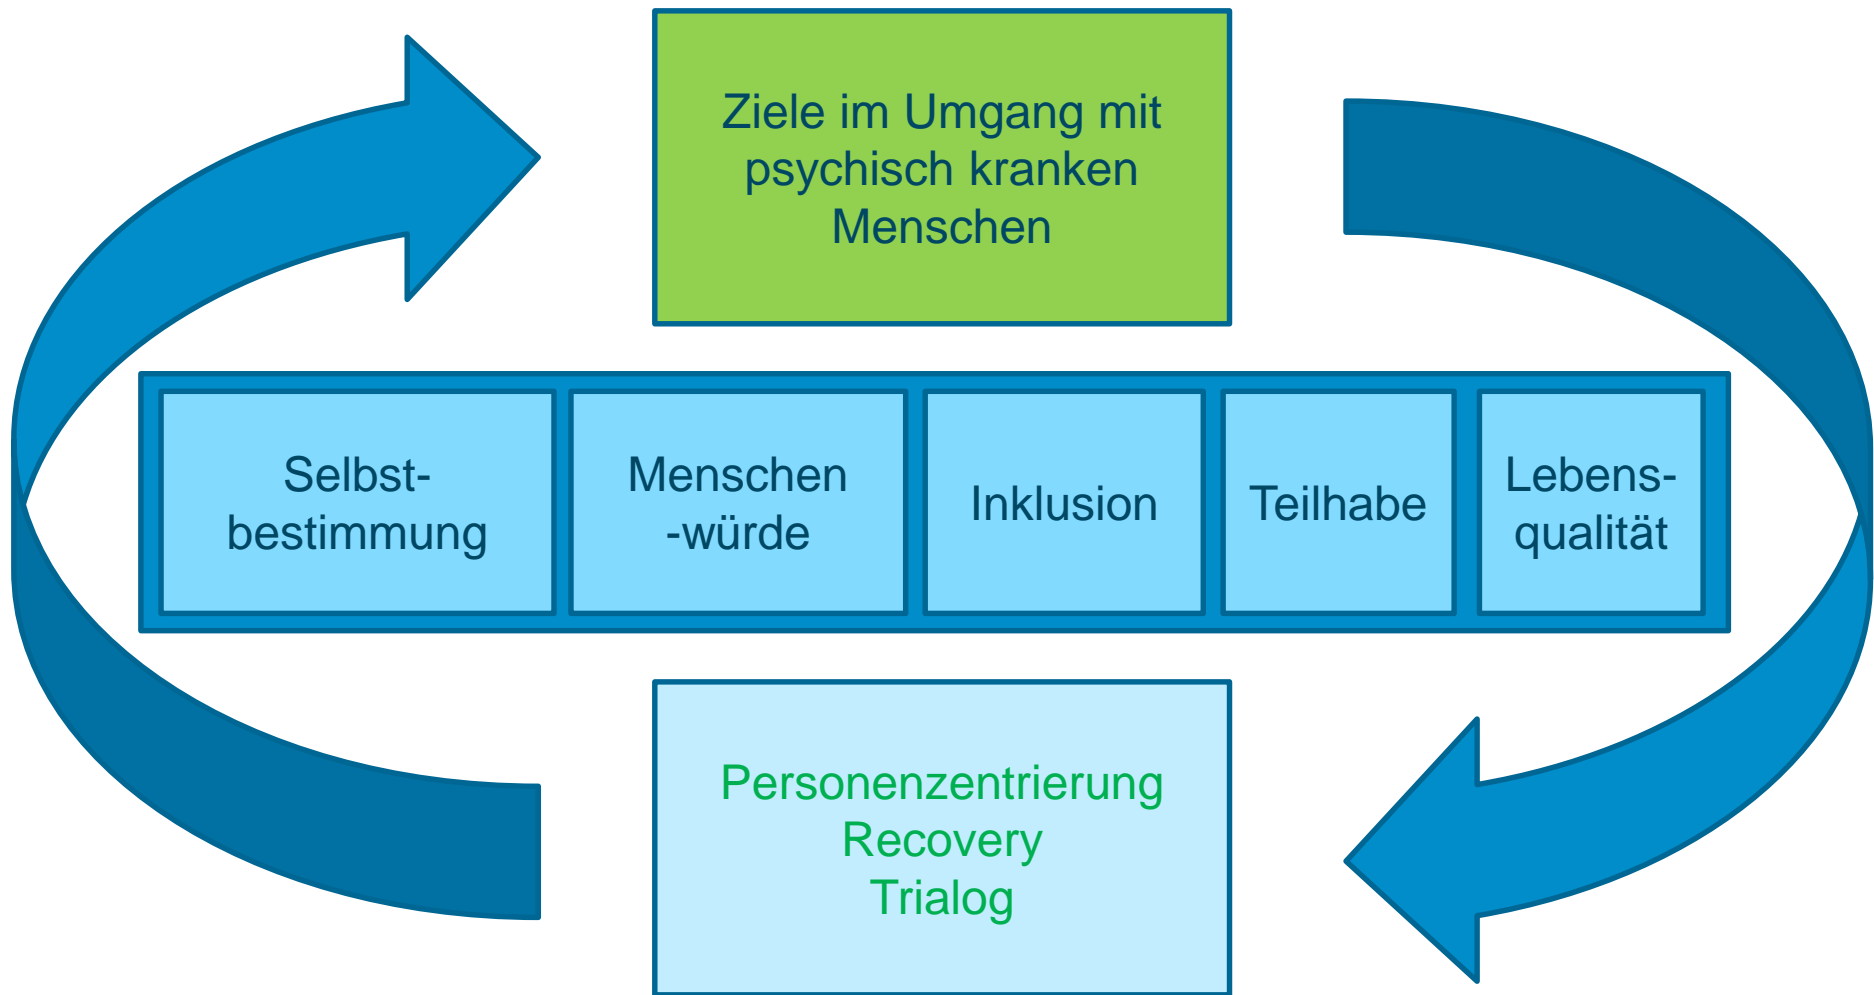 Ziele im Umgang mit
psychisch kranken
Menschen
Selbst-
bestimmung
Menschen
-würde
Inklusion
Teilhabe
Lebens-
qualität
Personenzentrierung
Recovery
Trialog